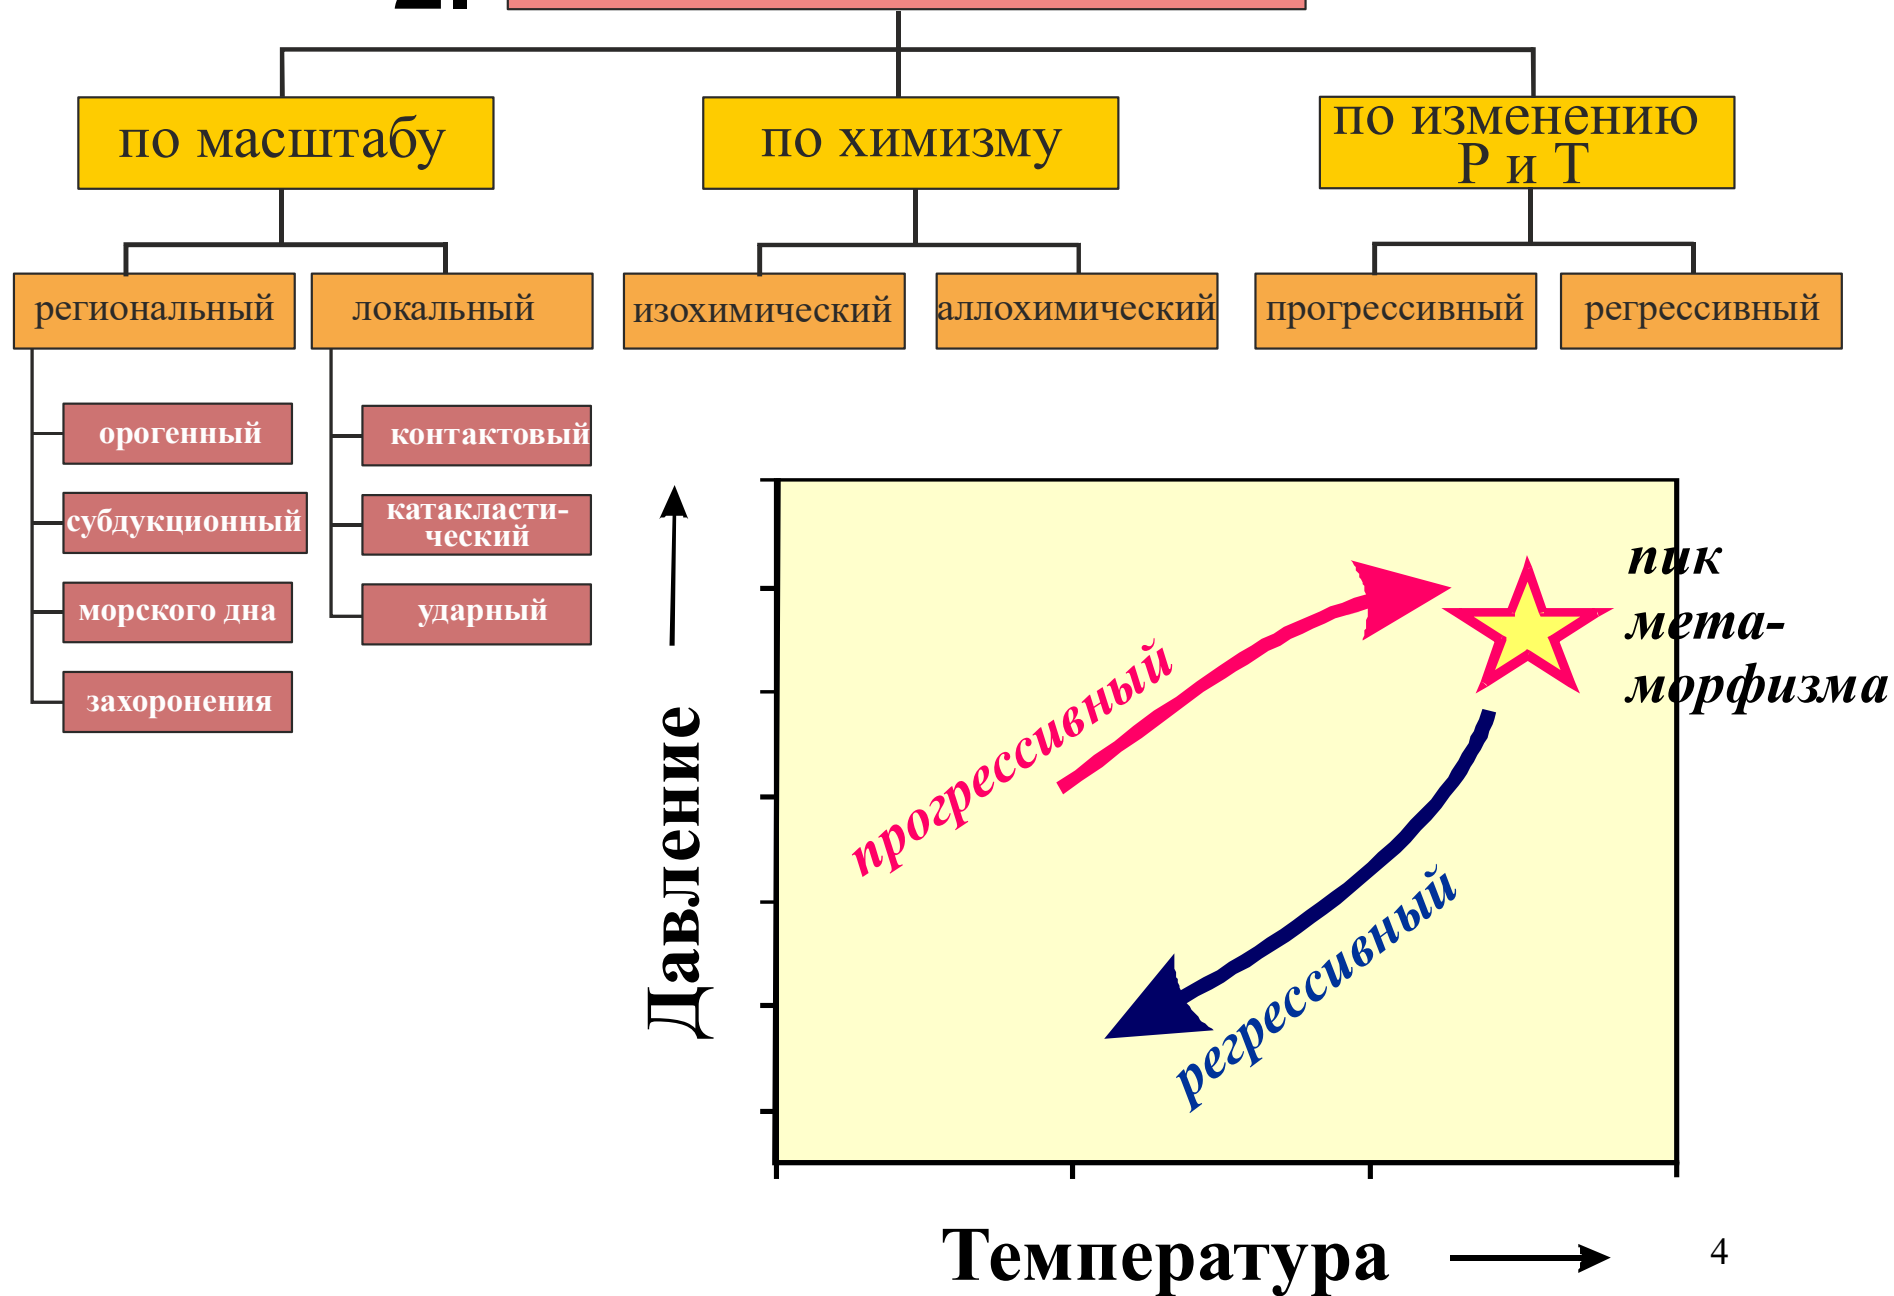 2.
по масштабу
по химизму
по изменению
Р и Т
региональный
локальный
изохимический
аллохимический
прогрессивный
регрессивный
орогенный
субдукционный
морского дна
захоронения
контактовый
катакласти-
ческий
ударный
Давление
прогрессивный
регрессивный
пик
мета-
морфизма
Температура
4